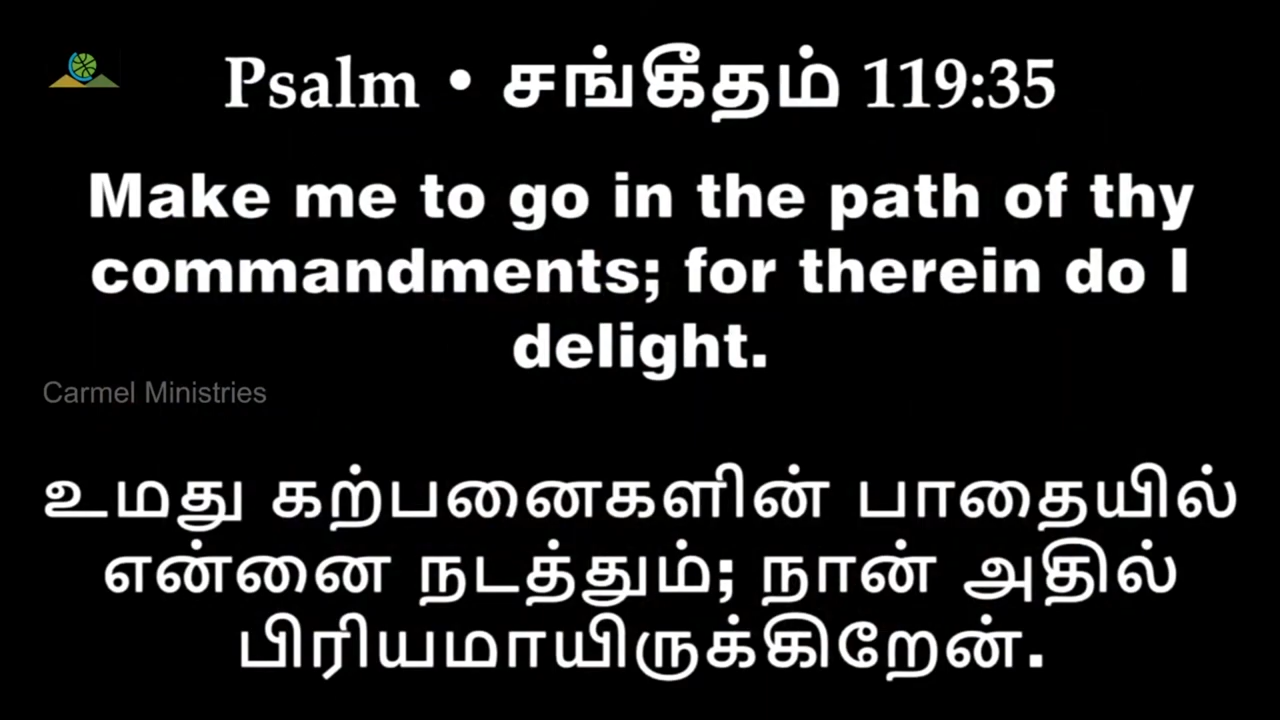 Psalm • சங்கீதம் 119:35
Make me to go in the path of thy
commandments; for therein do I
delight.
Carmel Ministries
உமது கற்பனைகளின் பாதையில்
என்னை நடத்தும்; நான் அதில்
பிரியமாயிருக்கிறேன்.